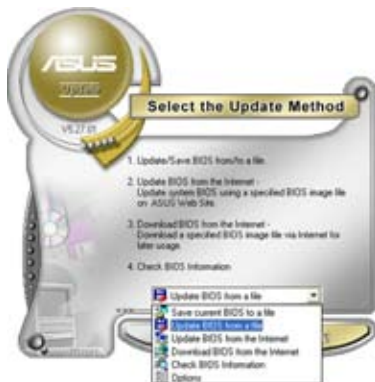 ASUS
Update
V5.27.01
Select the Update Method
1. Update/Save BIOS from/to a file.
2. Update BIOS from the Internet -
Update system BIOS using a specified BIOS image file
on ASUS Web Site.
3. Download BIOS from the Internet -
Download a specified BIOS image file via Internet for
later usage.
4. Check BIOS Information
Update BIOS from a file
Save current BIOS to a file
Update BIOS from a file
Update BIOS from the Internet
Download BIOS from the Internet
Check BIOS Information
Options